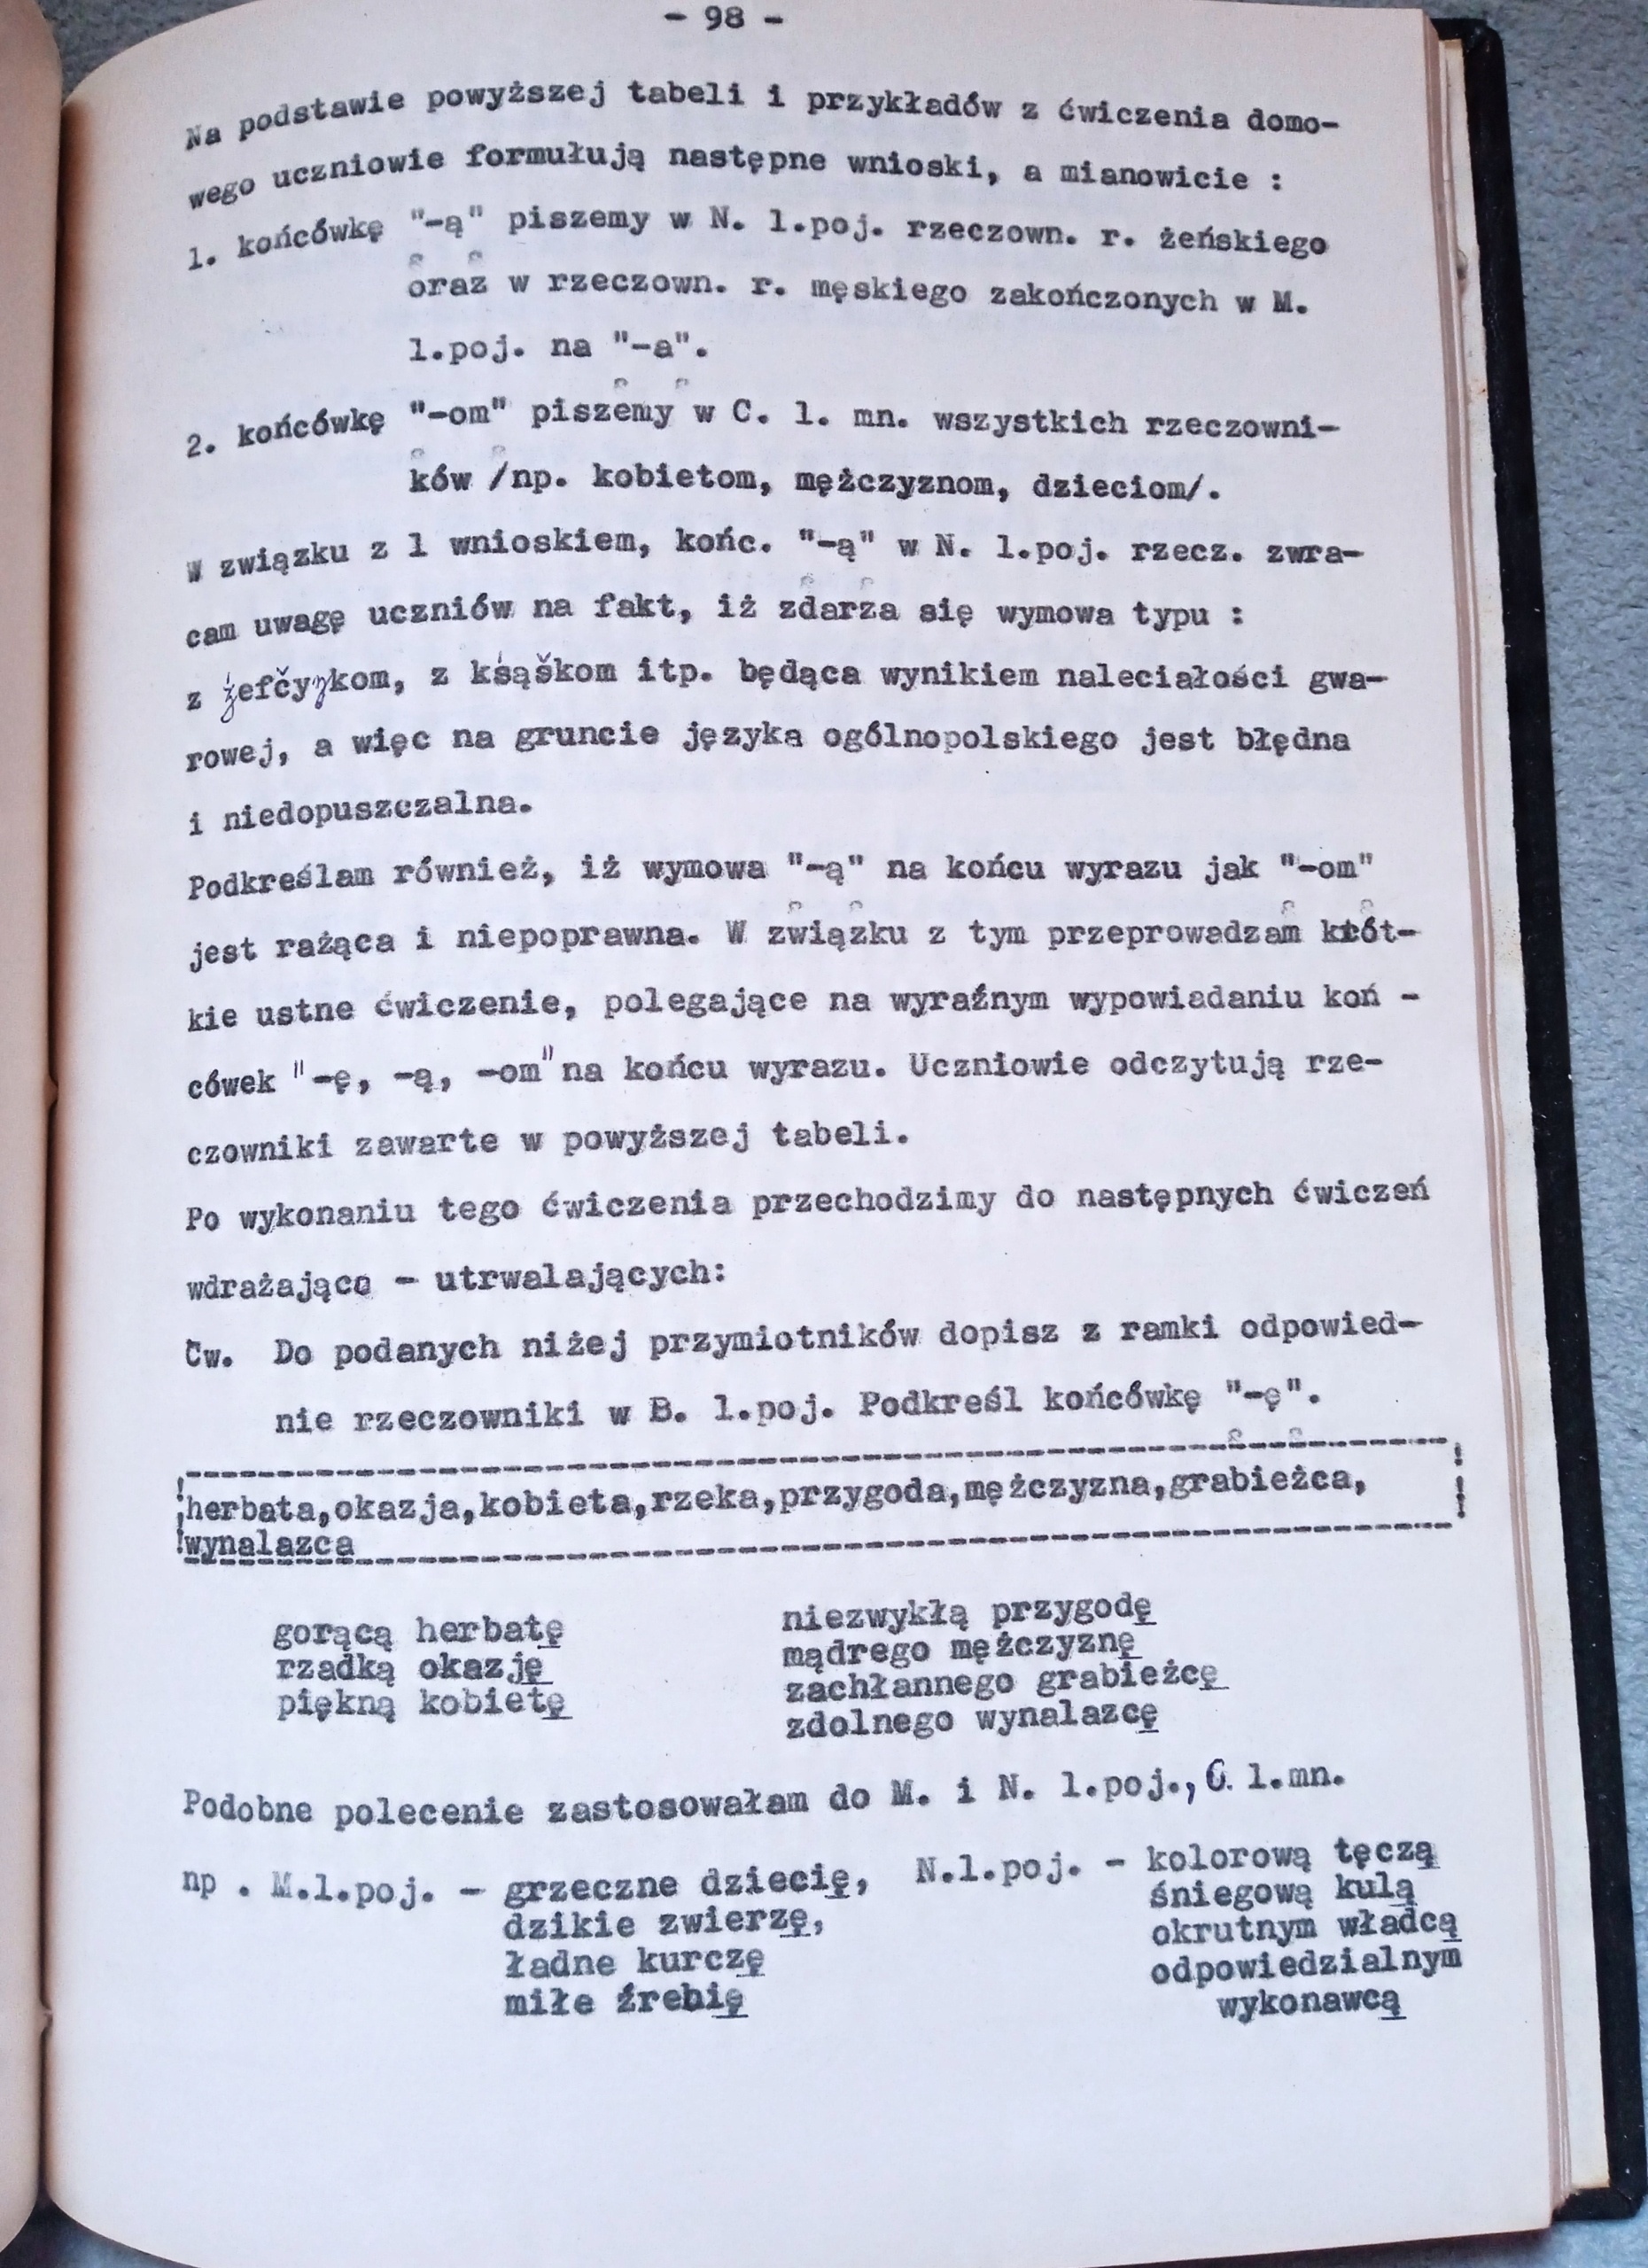 - 98 -
Na podstawie powyższej tabeli i przykładów z ćwiczenia domo-
wego uczniowie formułują następne wnioski, a mianowicie :
1. końcówkę "-ą" piszemy w N. l.poj. rzeczown. r. żeńskiego
oraz w rzeczown. r. męskiego zakończonych w M.
l.poj. na "-a".
2. końcówkę "-om" piszemy w C. l. mn. wszystkich rzeczowni-
ków /np. kobietom, mężczyznom, dzieciom/.
W związku z 1 wnioskiem, końc. "-ą" w N. l.poj. rzecz. zwra-
cam uwagę uczniów na fakt, iż zdarza się wymowa typu :
z z ksąškom itp. będąca wynikiem naleciałości gwa-
rowej, a więc na gruncie języka ogólnopolskiego jest błędna
i niedopuszczalna.
Podkreślam również, iż wymowa "-ą" na końcu wyrazu jak "-om"
jest rażąca i niepoprawna. W związku z tym przeprowadzam krót-
kie ustne ćwiczenie, polegające na wyraźnym wypowiadaniu koń -
cówek "-ę, -ą, -om" na końcu wyrazu. Uczniowie odczytują rze-
czowniki zawarte w powyższej tabeli.
Po wykonaniu tego ćwiczenia przechodzimy do następnych ćwiczeń
wdrażająco - utrwalających:
Ćw. Do podanych niżej przymiotników dopisz z ramki odpowied-
nie rzeczowniki w B. l.poj. Podkreśl końcówkę "-ę".
herbata,okazja,kobieta,rzeka,przygoda,mężczyzna,grabieżca,
wynalazca
gorącą herbatę
rzadką okazję
piękną kobietę
niezwykłą przygodę
mądrego mężczyznę
zachłannego grabieżcę
zdolnego wynalazcę
Podobne polecenie zastosowałam do M. i N. l.poj., C. l.mn.
np . M.l.poj. - grzeczne dziecię,
dzikie zwierzę,
ładne kurczę
miłe źrebię
N.l.poj. - kolorową tęczą
śniegową kulą
okrutnym władcą
odpowiedzialnym
wykonawcą